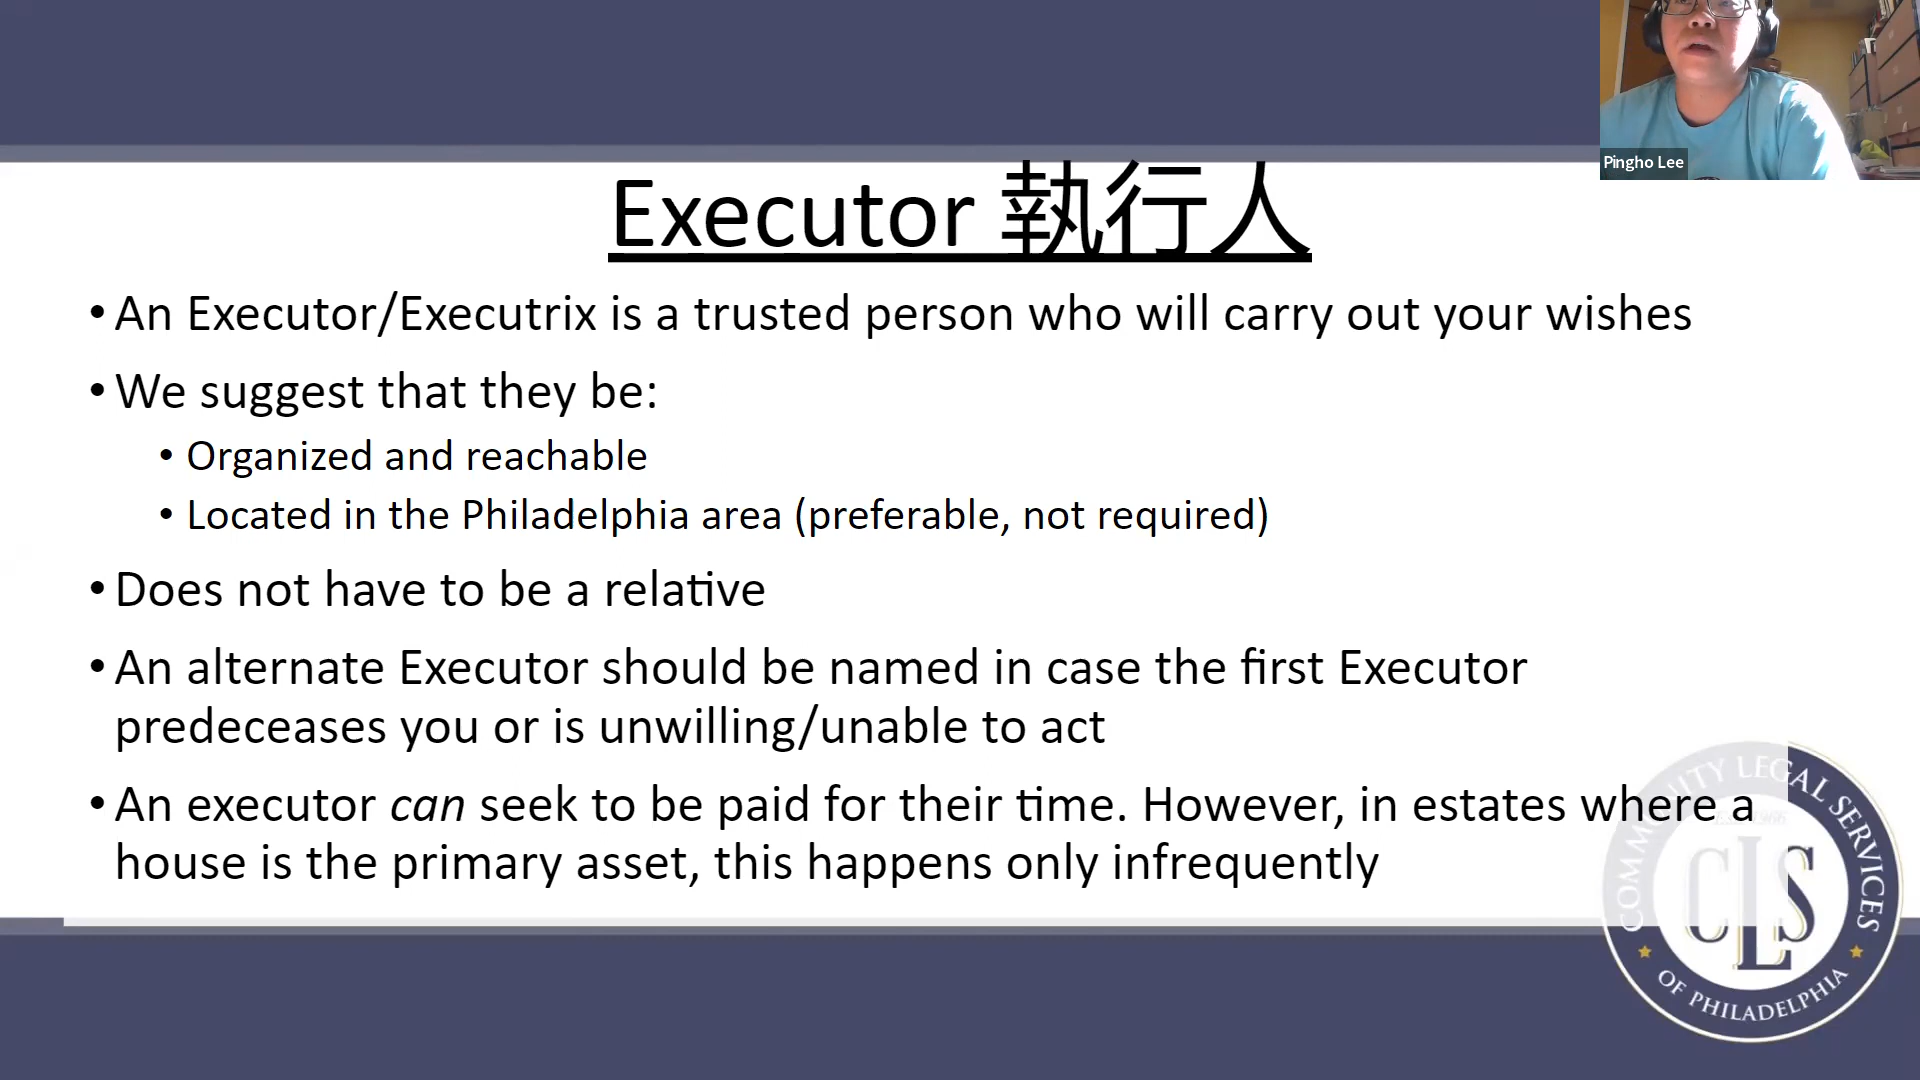 Pingho Lee
Executor 執行人
• An Executor/Executrix is a trusted person who will carry out your wishes
• We suggest that they be:
• Organized and reachable
• Located in the Philadelphia area (preferable, not required)
• Does not have to be a relative
• An alternate Executor should be named in case the first Executor
predeceases you or is unwilling/unable to act
• An executor can seek to be paid for their time. However, in estates where a
house is the primary asset, this happens only infrequently
COMMUNITY LEGAL SERVICES
CLS
OF PHILADELPHIA